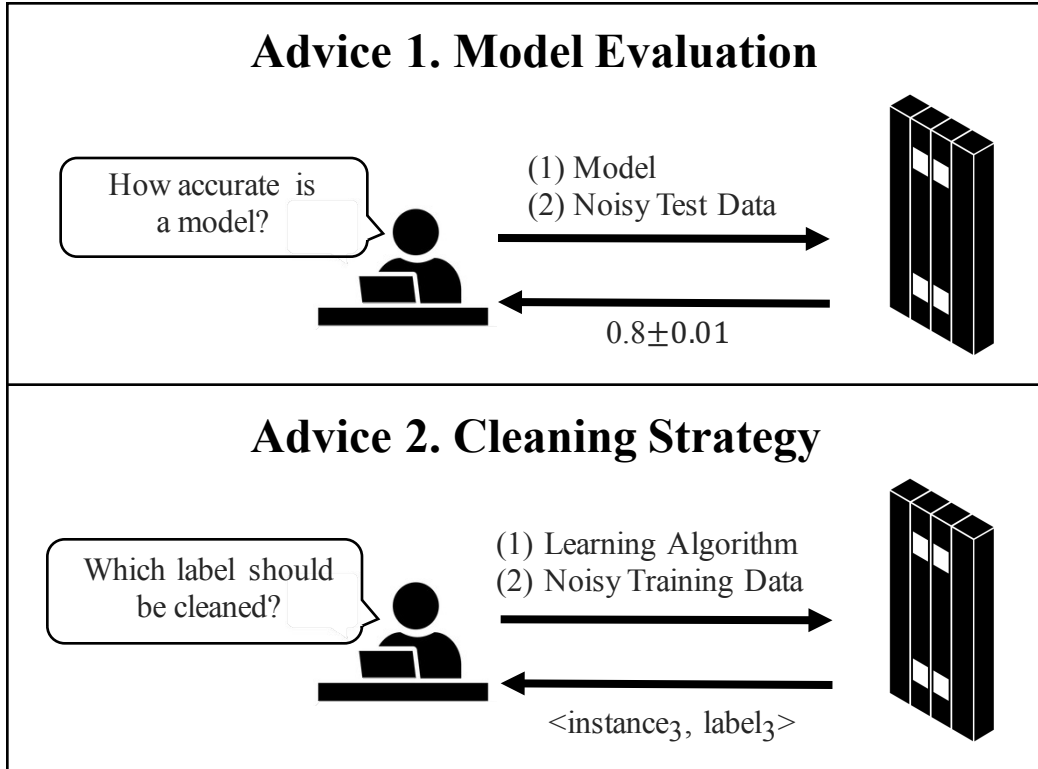 Advice 1. Model Evaluation
How accurate is
a model?
(1) Model
(2) Noisy Test Data
0.8±0.01
Advice 2. Cleaning Strategy
Which label should
be cleaned?
(1) Learning Algorithm
(2) Noisy Training Data
<instance₃, label₃>